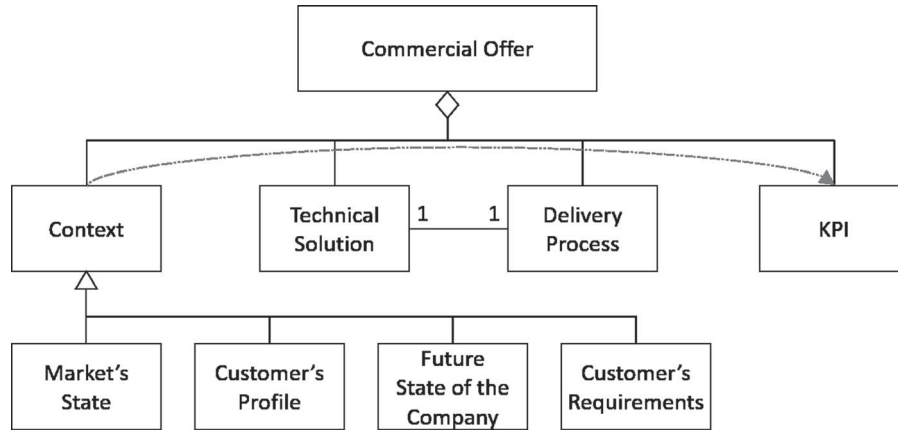 Commercial Offer
Context
Technical
Solution
1
1
Delivery
Process
KPI
Market's
State
Customer's
Profile
Future
State of the
Company
Customer's
Requirements